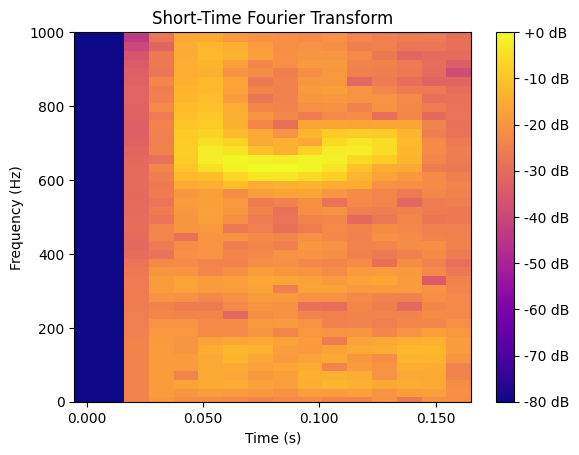 Short-Time Fourier Transform
1000
800
600
400
200
0
Frequency (Hz)
0.000
0.050
0.100
0.150
Time (s)
+0 dB
-10 dB
-20 dB
-30 dB
-40 dB
-50 dB
-60 dB
-70 dB
-80 dB